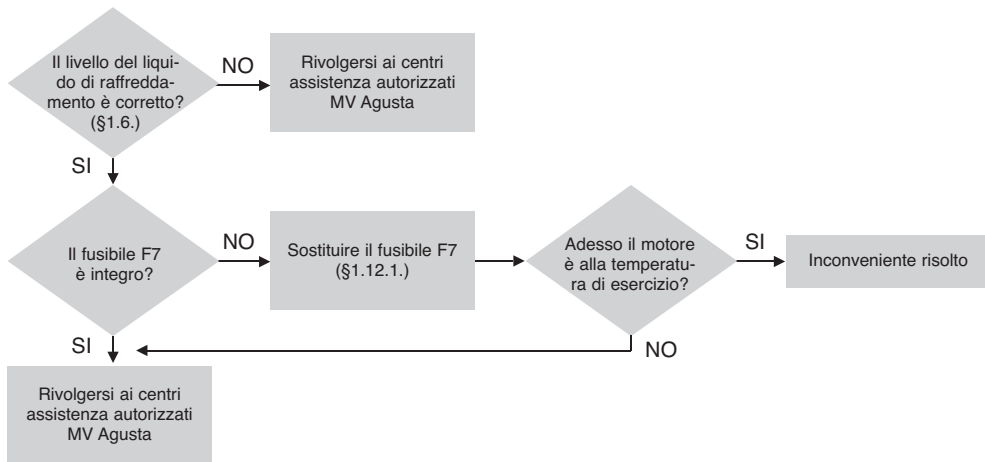 Il livello del liqui-
do di raffredda-
mento è corretto?
(§1.6.)
NO
Rivolgersi ai centri
assistenza autorizzati
MV Agusta
SI
Il fusibile F7
è integro?
NO
Sostituire il fusibile F7
(§1.12.1.)
Adesso il motore
è alla temperatu-
ra di esercizio?
SI
Inconveniente risolto
SI
NO
Rivolgersi ai centri
assistenza autorizzati
MV Agusta